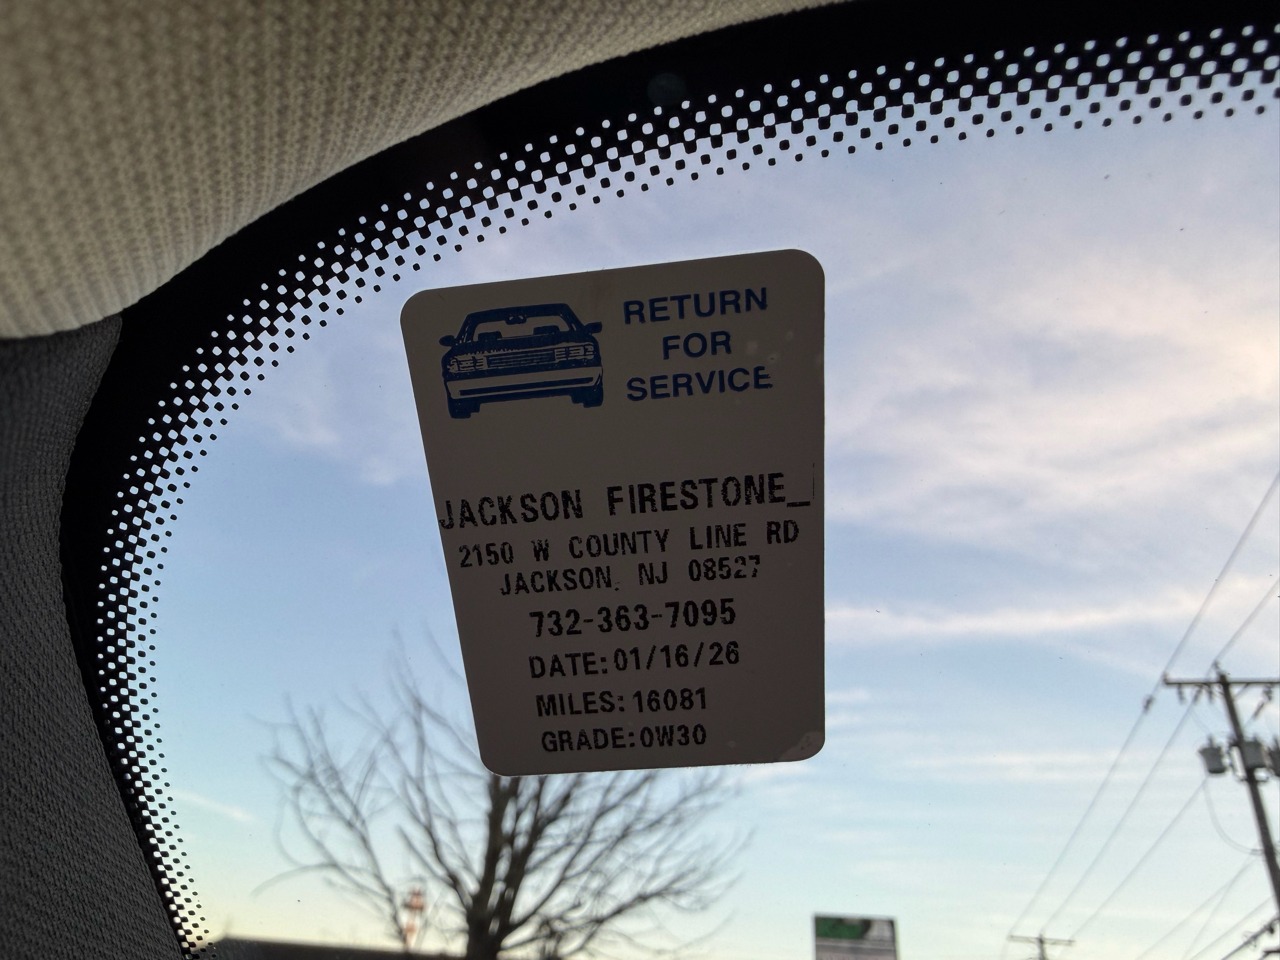 RETURN
FOR
SERVICE
JACKSON FIRESTONE_
2150 W COUNTY LINE RD
JACKSON, NJ 08527
732-363-7095
DATE:01/16/26
MILES:16081
GRADE:0W30